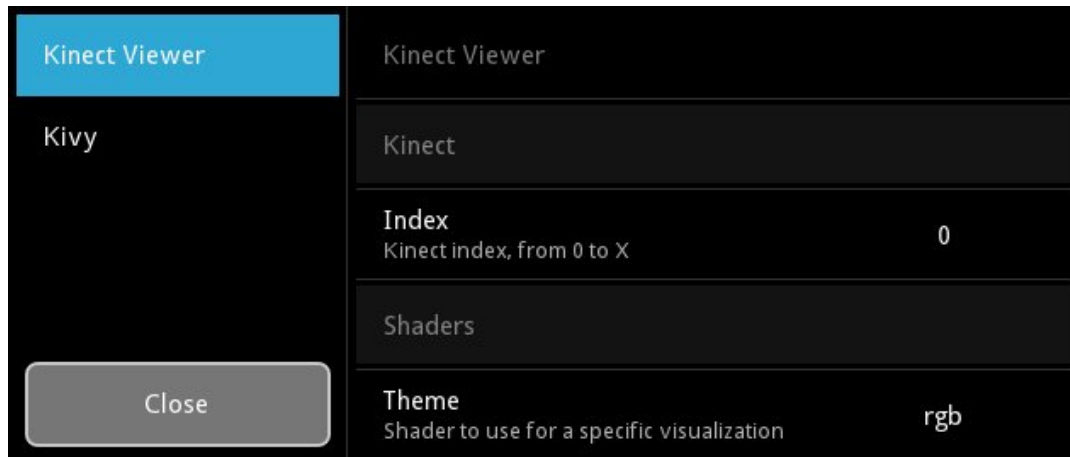 Kinect Viewer
Kivy
Close
Kinect Viewer
Kinect
Index
Kinect index, from 0 to X
0
Shaders
Theme
Shader to use for a specific visualization
rgb